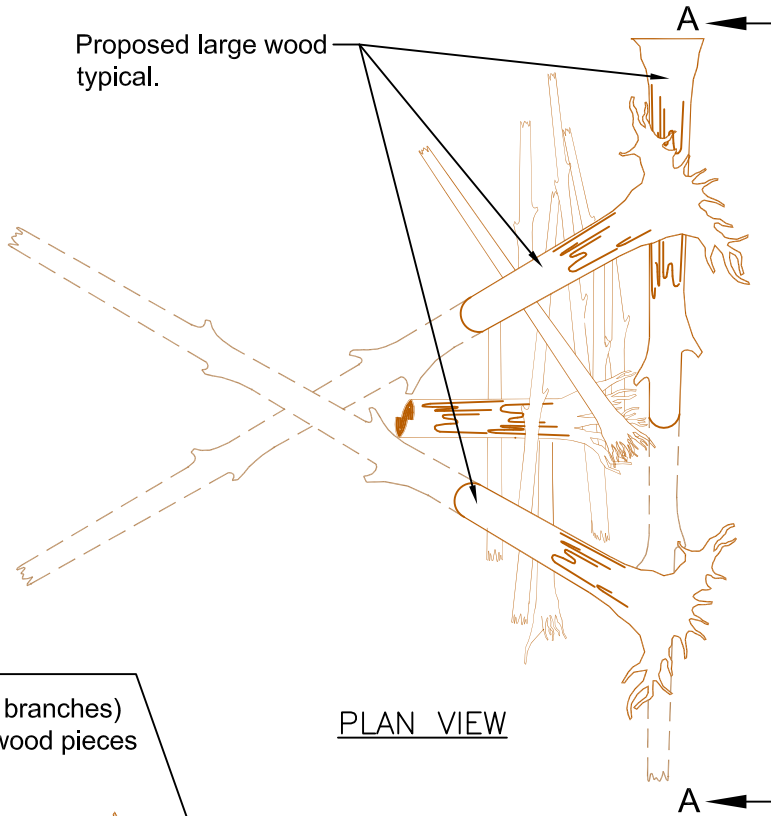 A
Proposed large wood
typical.
branches)
wood pieces
PLAN VIEW
A